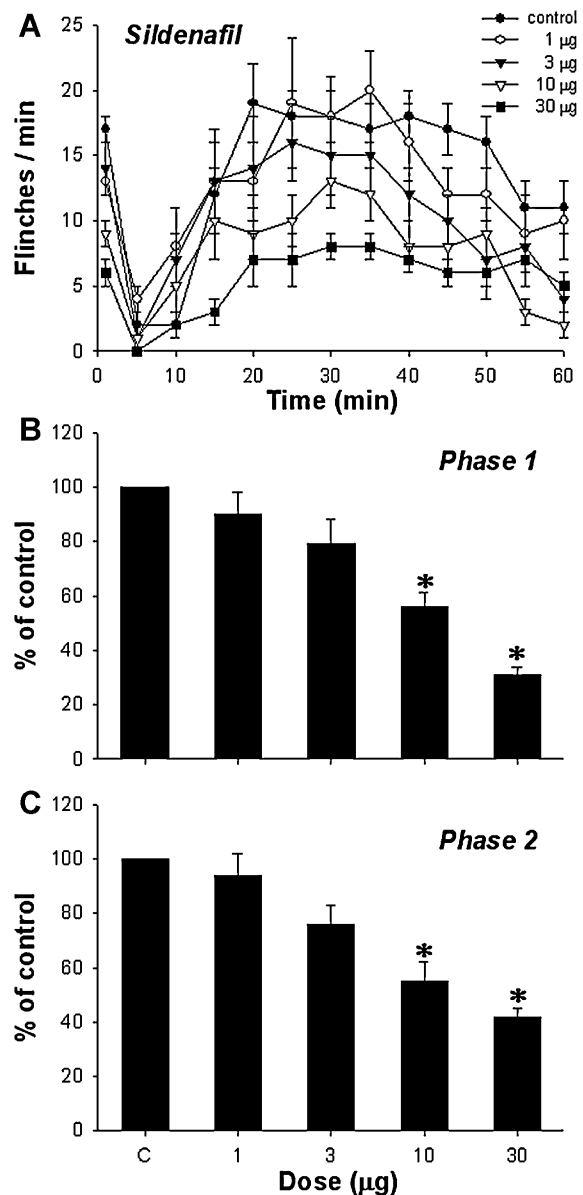 A
Sildenafil
control
1 µg
3 µg
10 µg
30 µg
Flinches / min
25
20
15
10
5
0
0 10 20 30 40 50 60
Time (min)
B
Phase 1
% of control
120
100
80
60
40
20
0
*
*
C
Phase 2
% of control
120
100
80
60
40
20
0
*
*
C 1 3 10 30
Dose (µg)